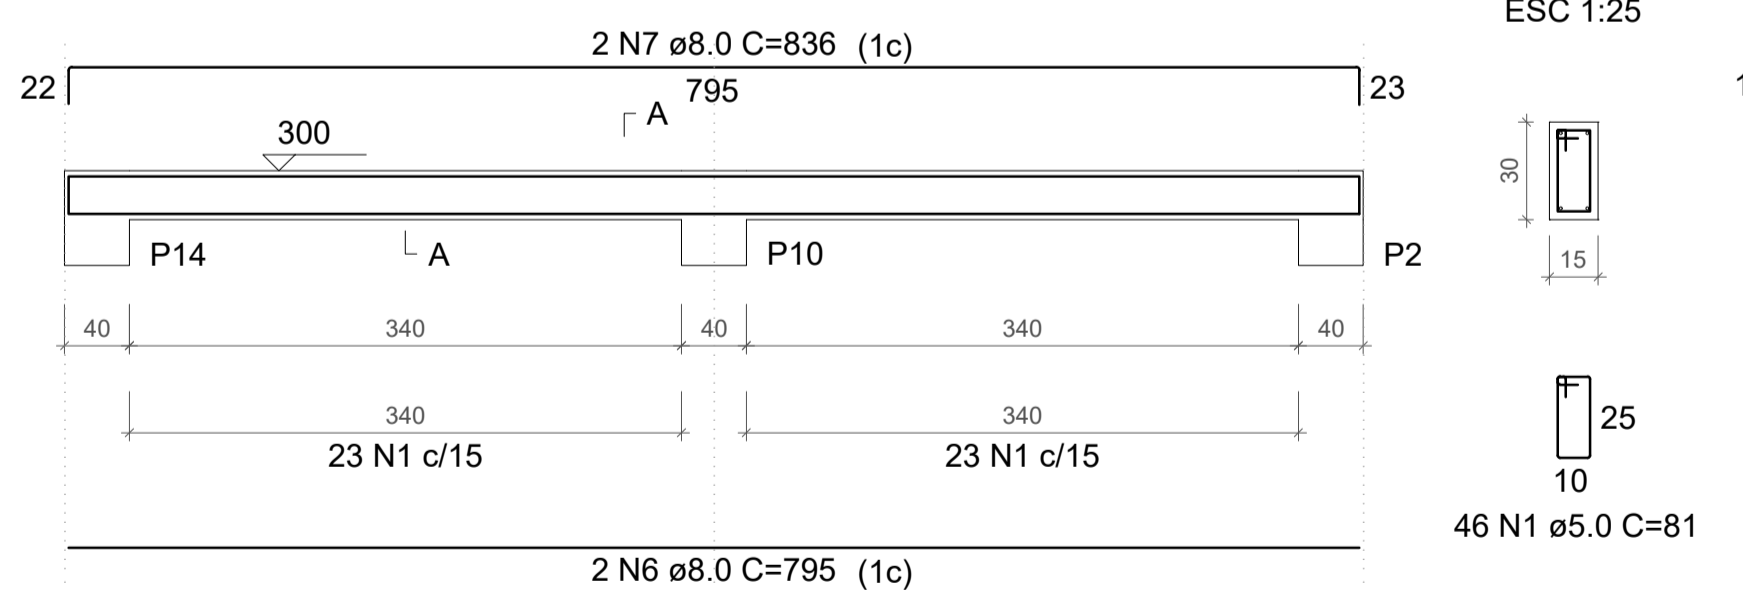 ESC 1:25
2 N7 ø8.0 C=836 (1c)
22
795
23
A
300
30
P14
A
P10
P2
15
40
340
40
340
40
340
340
25
23 N1 c/15
23 N1 c/15
10
46 N1 ø5.0 C=81
2 N6 ø8.0 C=795 (1c)